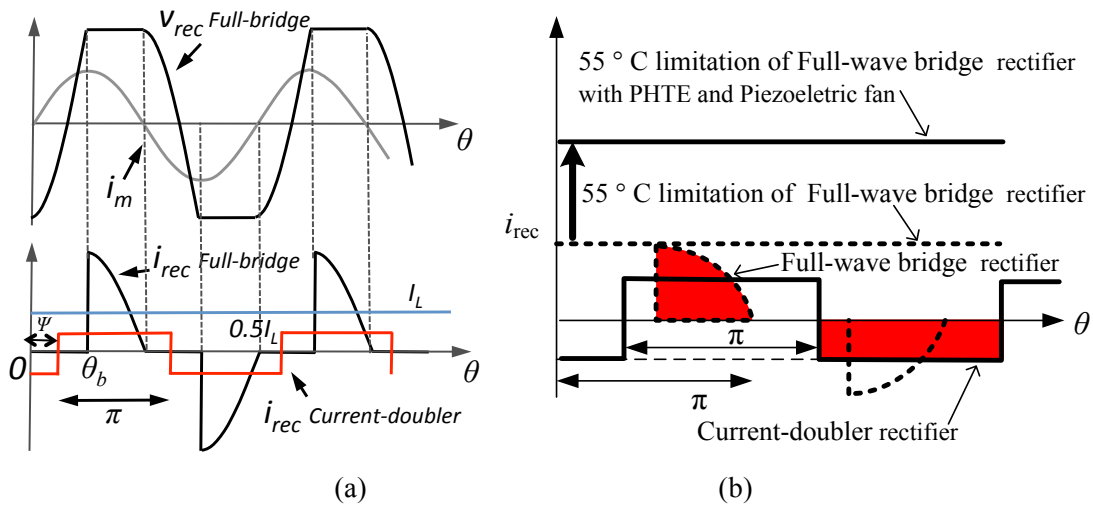 v_rec Full-bridge
θ
i_m
i_rec Full-bridge
I_L
ψ
0.5I_L
0
θ_b
θ
π
i_rec Current-doubler
(a)
55 ° C limitation of Full-wave bridge rectifier
with PHTE and Piezoeletric fan
55 ° C limitation of Full-wave bridge rectifier
i_rec
Full-wave bridge rectifier
θ
π
π
Current-doubler rectifier
(b)